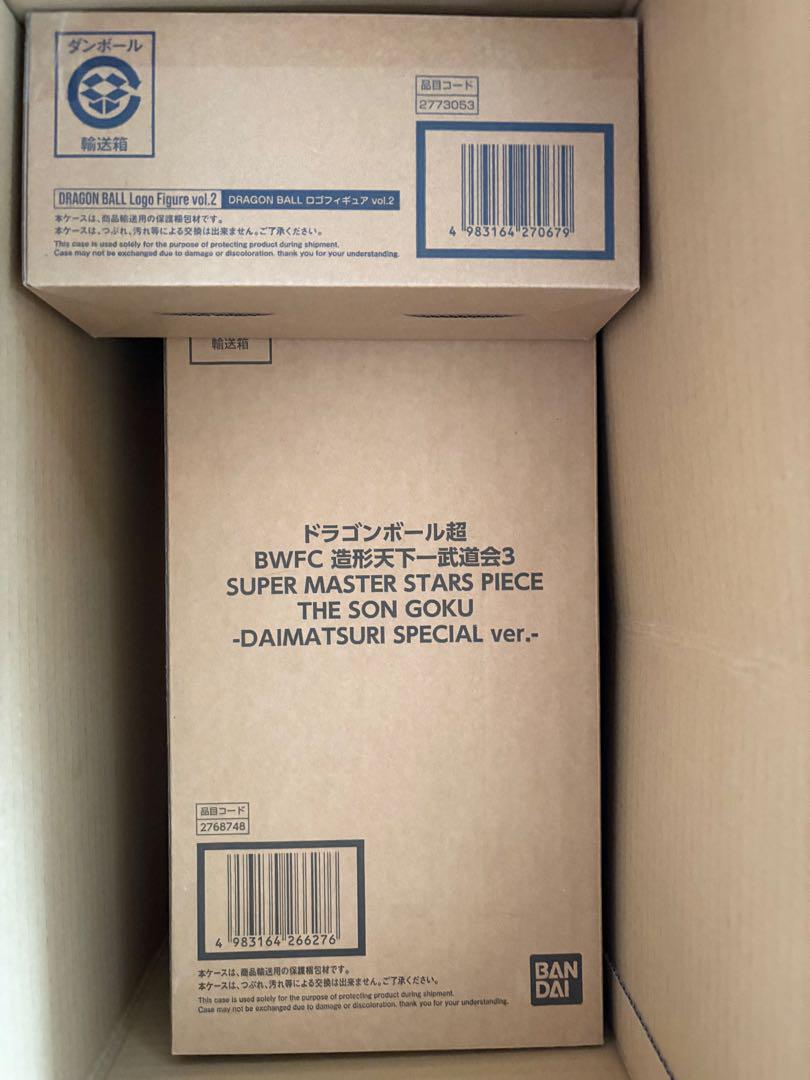 ダンボール
輸送箱
品目コード
2773053
DRAGON BALL Logo Figure vol.2 DRAGON BALL ロゴフィギュア vol.2
本ケースは、商品輸送用の保護梱包材です。
本ケースは、つぶれ、汚れ等による交換は出来ません。ご了承ください。
This case is used solely for the purpose of protecting product during shipment.
Case may not be exchanged due to damage or discoloration. thank you for your understanding.
4 983164 270679
輸送箱
ドラゴンボール超
BWFC 造形天下一武道会3
SUPER MASTER STARS PIECE
THE SON GOKU
-DAIMATSURI SPECIAL ver.-
品目コード
2768748
4 983164 266276
本ケースは、商品輸送用の保護梱包材です。
本ケースは、つぶれ、汚れ等による交換は出来ません。ご了承ください。
This case is used solely for the purpose of protecting product during shipment.
Case may not be exchanged due to damage or discoloration. thank you for your understanding.
BAN
DAI